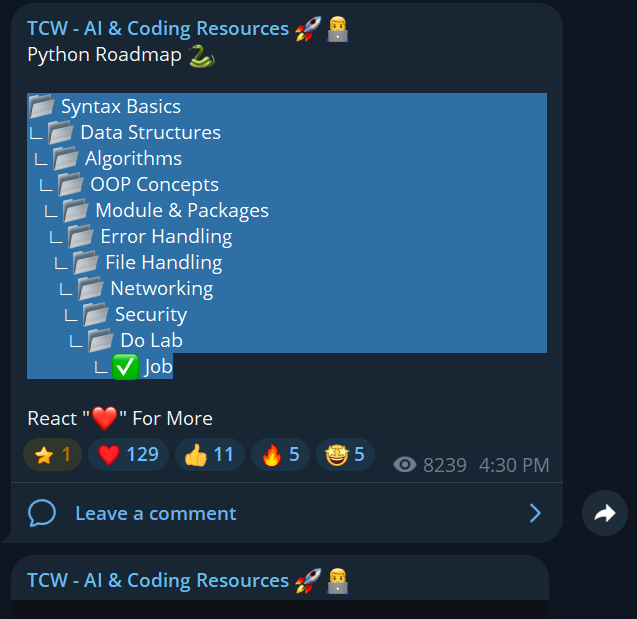 TCW - AI & Coding Resources 🚀 👨‍💻
Python Roadmap 🐍
📂 Syntax Basics
∟📂 Data Structures
∟📂 Algorithms
∟📂 OOP Concepts
∟📂 Module & Packages
∟📂 Error Handling
∟📂 File Handling
∟📂 Networking
∟📂 Security
∟📂 Do Lab
∟✅ Job
React "❤️" For More
⭐ 1 ❤️ 129 👍 11 🔥 5 🤩 5 8239 4:30 PM
Leave a comment
TCW - AI & Coding Resources 🚀 👨‍💻